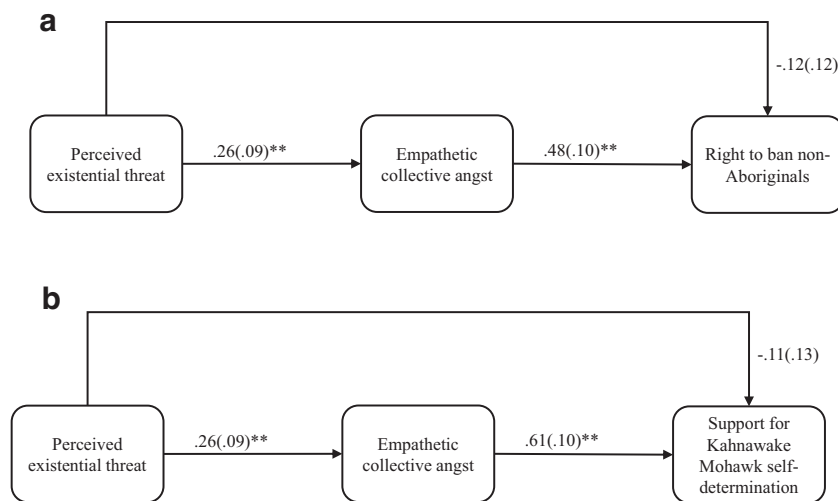 a
-.12(.12)
Perceived
existential threat
.26(.09)**
Empathetic
collective angst
.48(.10)**
Right to ban non-
Aboriginals
b
-.11(.13)
Perceived
existential threat
.26(.09)**
Empathetic
collective angst
.61(.10)**
Support for
Kahnawake
Mohawk self-
determination